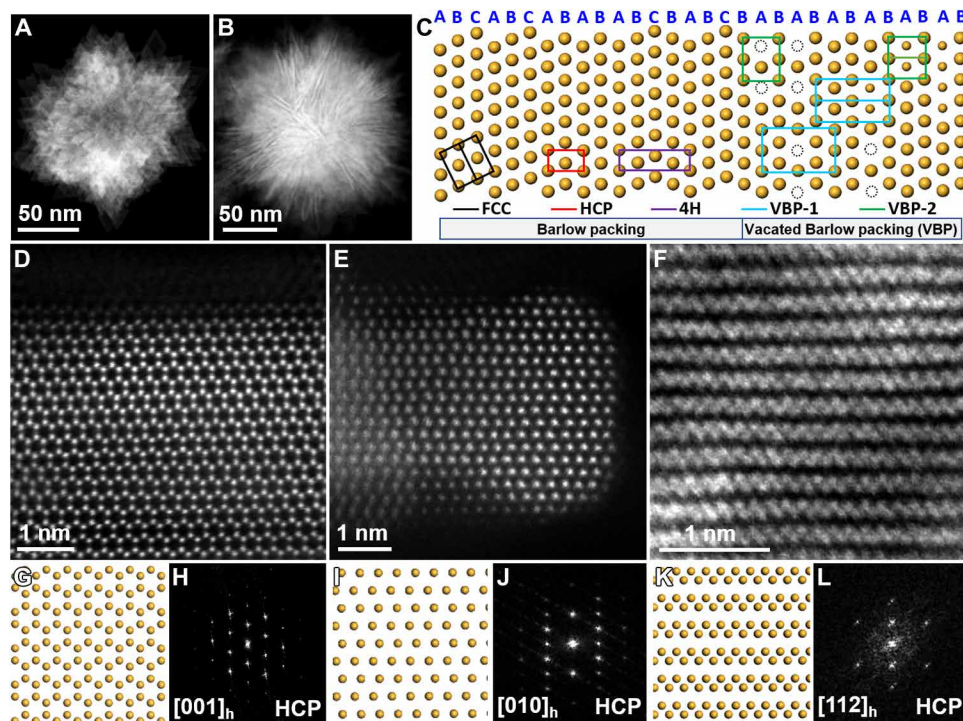 A B C A B C A B A B A B C B A B C B A B A B A B A B A B A B
A
50 nm
B
50 nm
C
FCC HCP 4H VBP-1 VBP-2
Barlow packing Vacated Barlow packing (VBP)
D
1 nm
E
1 nm
F
1 nm
G
H
[001]h HCP
I
J
[010]h HCP
K
L
[112]h HCP